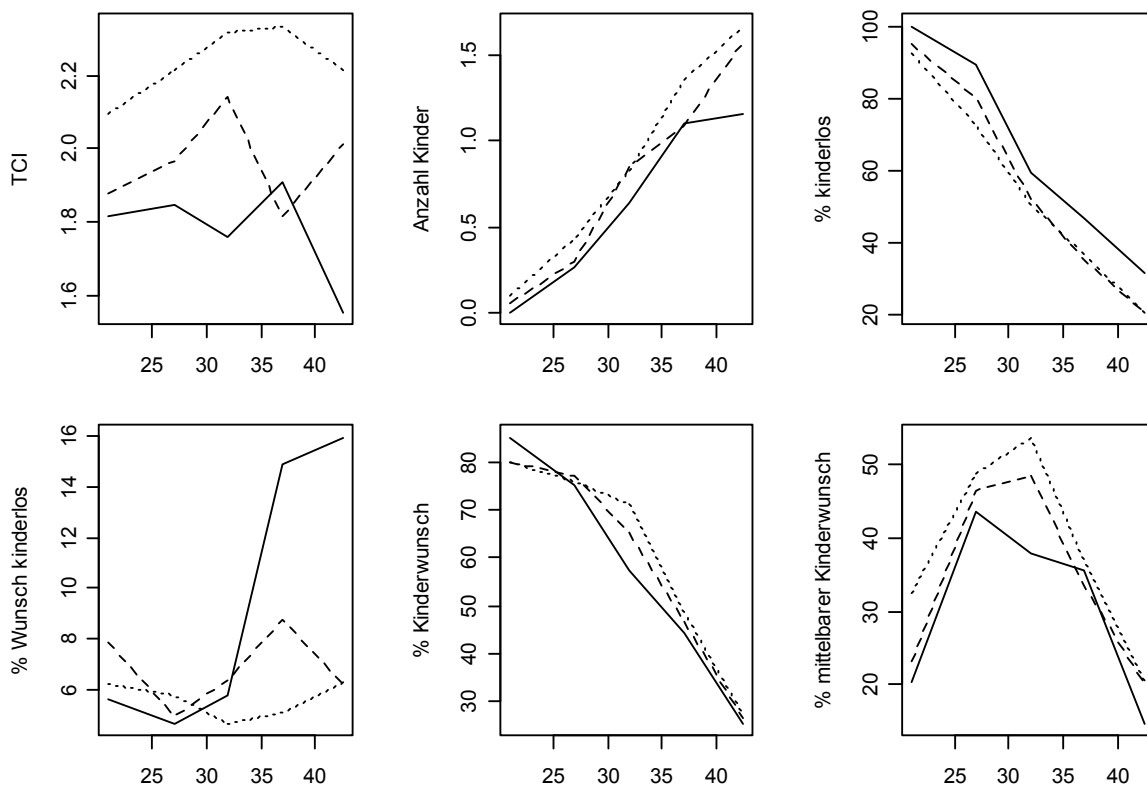 TCI
1.6 1.8 2.0 2.2
25 30 35 40
Anzahl Kinder
0.0 0.5 1.0 1.5
25 30 35 40
% kinderlos
20 40 60 80 100
25 30 35 40
% Wunsch kinderlos
6 8 10 12 14 16
25 30 35 40
% Kinderwunsch
30 40 50 60 70 80
25 30 35 40
% mittelbarer Kinderwunsch
20 30 40 50
25 30 35 40